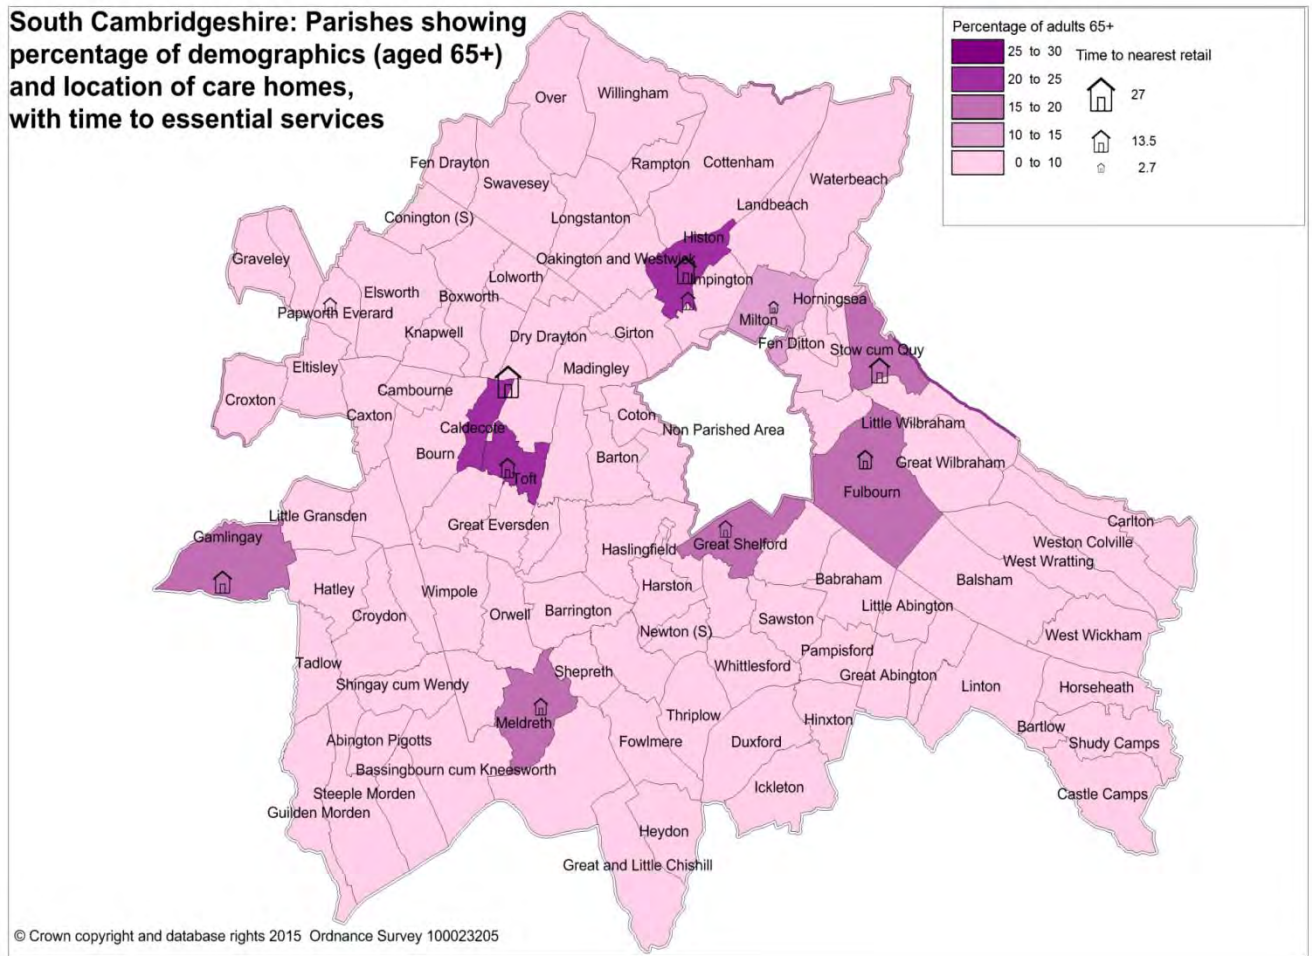 South Cambridgeshire: Parishes showing
percentage of demographics (aged 65+)
and location of care homes,
with time to essential services
Percentage of adults 65+
25 to 30
20 to 25
15 to 20
10 to 15
0 to 10
Time to nearest retail
27
13.5
2.7
Over
Willingham
Fen Drayton
Swavesey
Rampton
Cottenham
Waterbeach
Landbeach
Conington (S)
Longstanton
Histon
Graveley
Oakington and Westwick
Lolworth
Impington
Elsworth
Boxworth
Horningsea
Papworth Everard
Milton
Knapwell
Dry Drayton
Girton
Fen Ditton
Stow cum Quy
Eltisley
Madingley
Croxton
Cambourne
Caxton
Coton
Caldecote
Non Parished Area
Little Wilbraham
Bourn
Barton
Great Wilbraham
Toft
Fulbourn
Little Gransden
Great Eversden
Carlton
Gamlingay
Haslingfield
Great Shelford
Weston Colville
West Wratting
Hatley
Wimpole
Harston
Babraham
Balsham
Croydon
Orwell
Barrington
Little Abington
Newton (S)
Sawston
West Wickham
Pampisford
Tadlow
Shepreth
Whittlesford
Great Abington
Shingay cum Wendy
Linton
Horseheath
Meldreth
Thriplow
Hinxton
Bartlow
Abington Pigotts
Fowlmere
Duxford
Shudy Camps
Bassingbourn cum Kneesworth
Ickleton
Steeple Morden
Castle Camps
Guilden Morden
Heydon
Great and Little Chishill
© Crown copyright and database rights 2015 Ordnance Survey 100023205